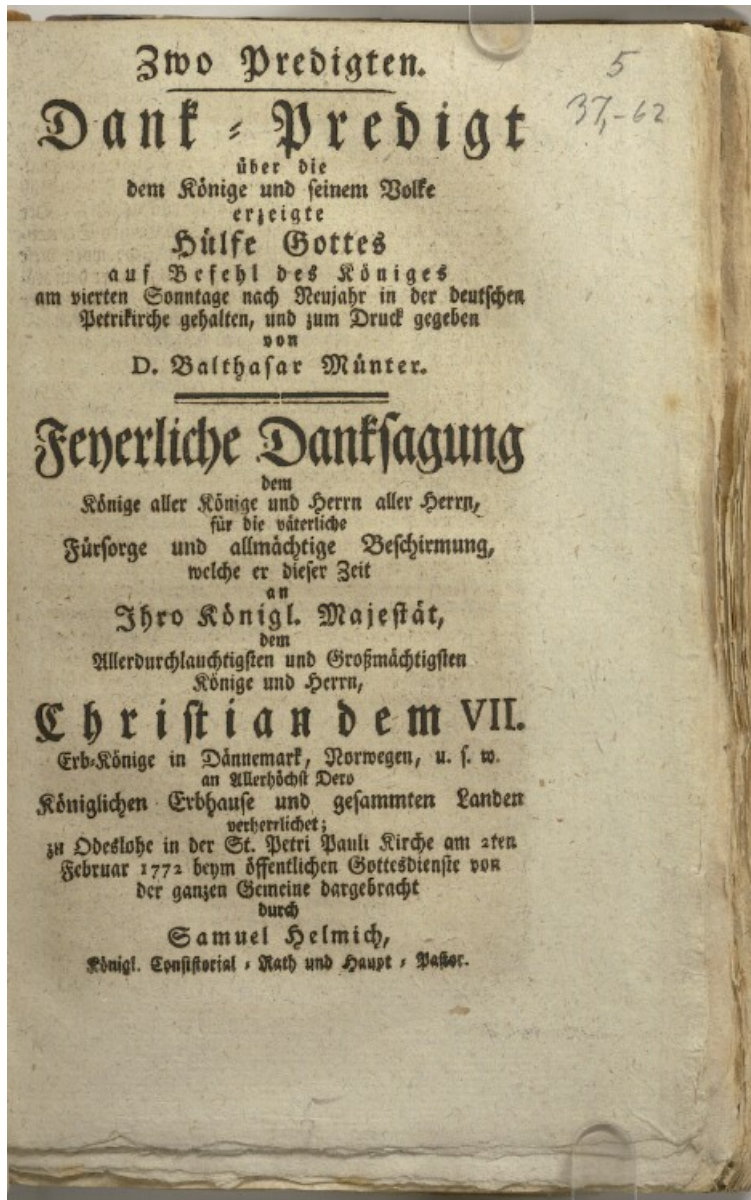 Zwo Predigten.
5
37,-62
Dank-Predigt
über die
dem Könige und seinem Volke
erzeigte
Hülfe Gottes
auf Befehl des Königes
am vierten Sonntage nach Neujahr in der deutschen
Petrikirche gehalten, und zum Druck gegeben
von
D. Balthasar Münter.
Feyerliche Danksagung
dem
Könige aller Könige und Herrn aller Herrn,
für die väterliche
Fürsorge und allmächtige Beschirmung,
welche er dieser Zeit
an
Ihro Königl. Majestät,
dem
Allerdurchlauchtigsten und Großmächtigsten
Könige und Herrn,
Christian dem VII.
Erb-Könige in Dännemark, Norwegen, u. s. w.
an Allerhöchst Dero
Königlichen Erbhause und gesammten Landen
verherrlichet;
zu Odeslohe in der St. Petri Pauli Kirche am 2ten
Februar 1772 beym öffentlichen Gottesdienste von
der ganzen Gemeine dargebracht
durch
Samuel Helmich,
Königl. Consistorial-Rath und Haupt-Pastor.